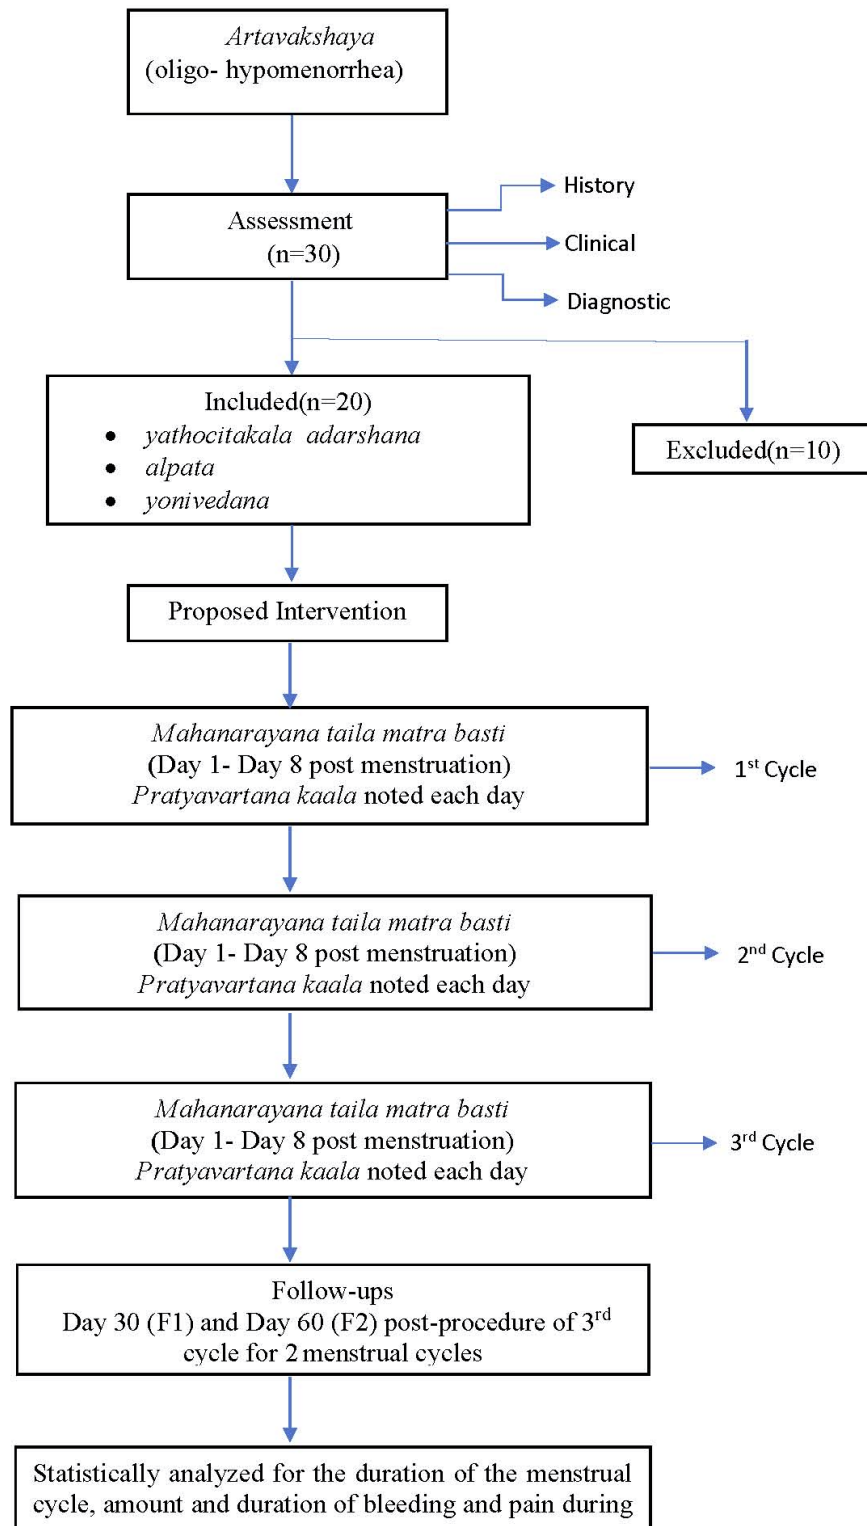 Artavakshaya
(oligo- hypomenorrhea)
Assessment
(n=30)
History
Clinical
Diagnostic
Included(n=20)
• yathocitakala adarshana
• alpata
• yonivedana
Excluded(n=10)
Proposed Intervention
Mahanarayana taila matra basti
(Day 1- Day 8 post menstruation)
Pratyavartana kaala noted each day
1st Cycle
Mahanarayana taila matra basti
(Day 1- Day 8 post menstruation)
Pratyavartana kaala noted each day
2nd Cycle
Mahanarayana taila matra basti
(Day 1- Day 8 post menstruation)
Pratyavartana kaala noted each day
3rd Cycle
Follow-ups
Day 30 (F1) and Day 60 (F2) post-procedure of 3rd
cycle for 2 menstrual cycles
Statistically analyzed for the duration of the menstrual
cycle, amount and duration of bleeding and pain during